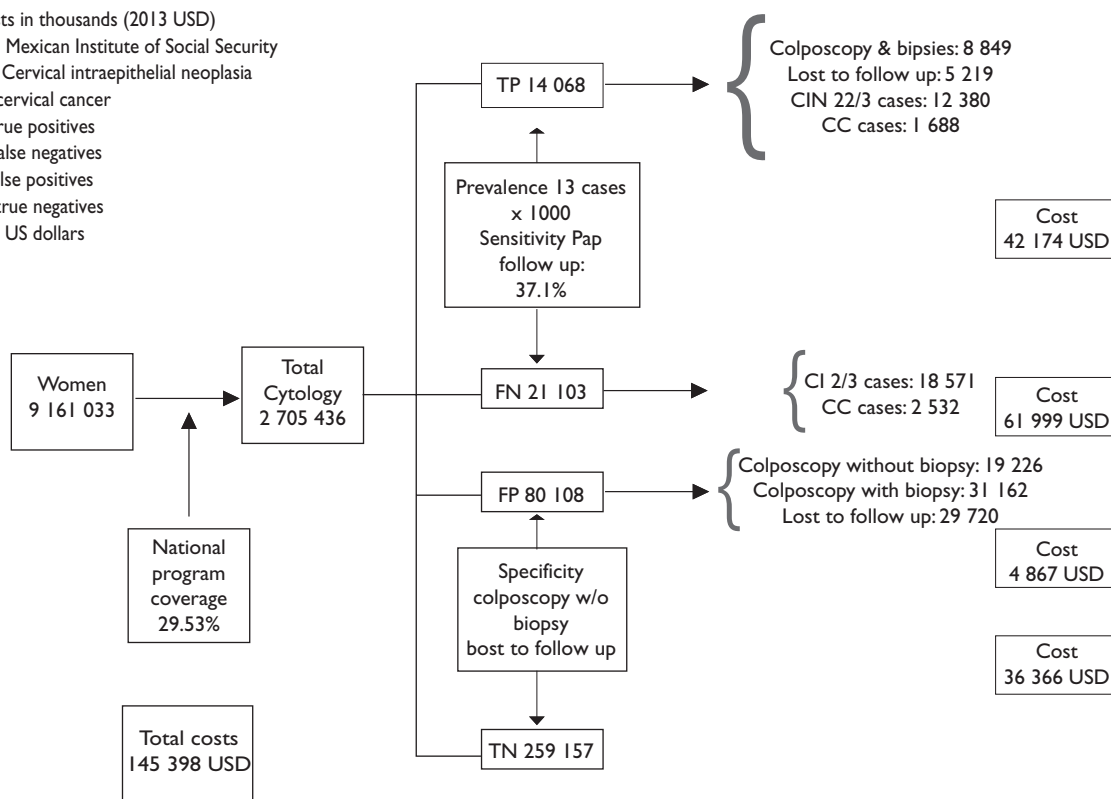 ts in thousands (2013 USD)
Mexican Institute of Social Security
Cervical intraepithelial neoplasia
cervical cancer
rue positives
alse negatives
lse positives
rue negatives
US dollars
Women
9 161 033
National
program
coverage
29.53%
Total costs
145 398 USD
Total
Cytology
2 705 436
TP 14 068
Prevalence 13 cases
x 1000
Sensitivity Pap
follow up:
37.1%
FN 21 103
FP 80 108
Specificity
colposcopy w/o
biopsy
bost to follow up
TN 259 157
Colposcopy & bipsies: 8 849
Lost to follow up: 5 219
CIN 22/3 cases: 12 380
CC cases: 1 688
CI 2/3 cases: 18 571
CC cases: 2 532
Colposcopy without biopsy: 19 226
Colposcopy with biopsy: 31 162
Lost to follow up: 29 720
Cost
42 174 USD
Cost
61 999 USD
Cost
4 867 USD
Cost
36 366 USD